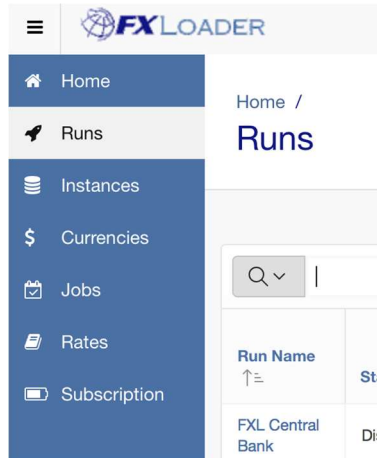 FXLOADER
Home
Runs
Instances
Currencies
Jobs
Rates
Subscription
Home /
Runs
Run Name
FXL Central
Bank